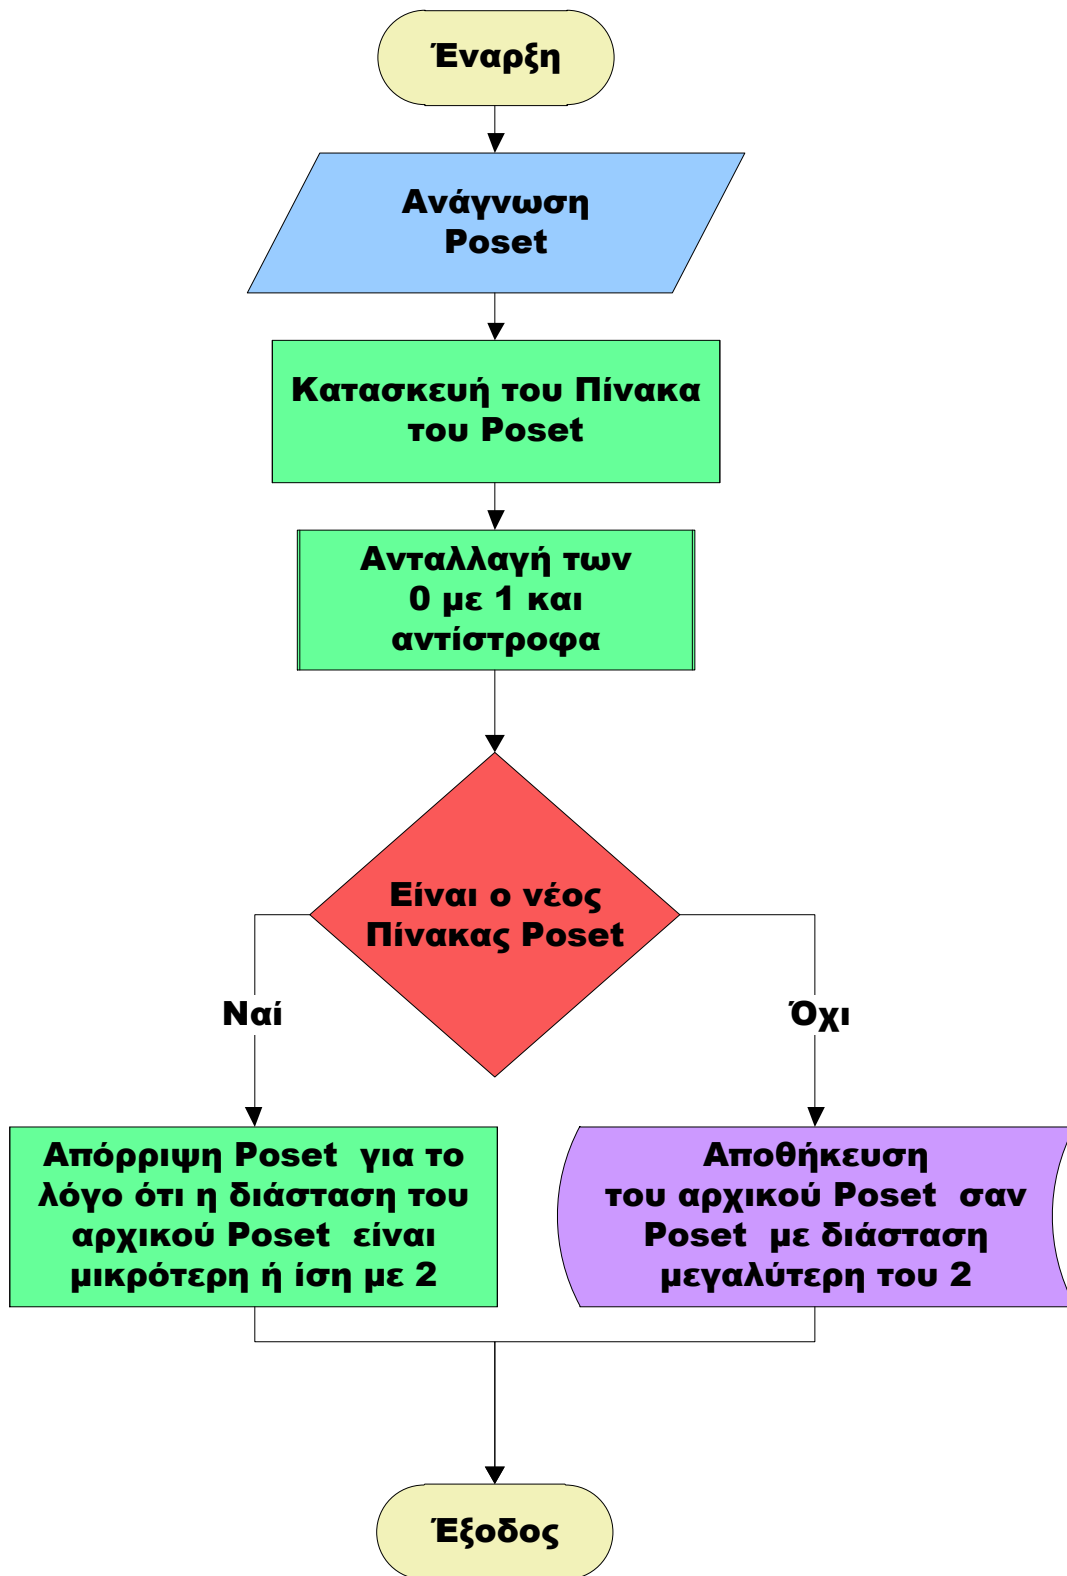 Έναρξη
Ανάγνωση
Poset
Κατασκευή του Πίνακα
του Poset
Ανταλλαγή των
0 με 1 και
αντίστροφα
Είναι ο νέος
Πίνακας Poset
Ναί
Όχι
Απόρριψη Poset για το
λόγο ότι η διάσταση του
αρχικού Poset είναι
μικρότερη ή ίση με 2
Αποθήκευση
του αρχικού Poset σαν
Poset με διάσταση
μεγαλύτερη του 2
Έξοδος